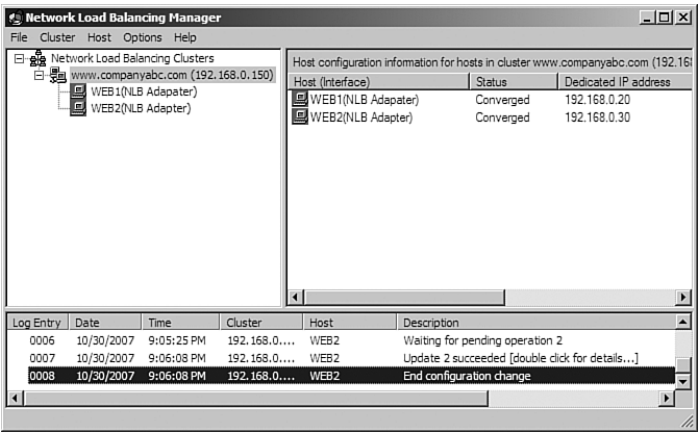 Network Load Balancing Manager
File Cluster Host Options Help
Network Load Balancing Clusters
www.companyabc.com (192.168.0.150)
WEB1(NLB Adapater)
WEB2(NLB Adapter)
Host configuration information for hosts in cluster www.companyabc.com (192.168
Host (Interface) Status Dedicated IP address
WEB1(NLB Adapater) Converged 192.168.0.20
WEB2(NLB Adapter) Converged 192.168.0.30
Log Entry Date Time Cluster Host Description
0006 10/30/2007 9:05:25 PM 192.168.0.... WEB2 Waiting for pending operation 2
0007 10/30/2007 9:06:08 PM 192.168.0.... WEB2 Update 2 succeeded [double click for details...]
0008 10/30/2007 9:06:08 PM 192.168.0.... WEB2 End configuration change